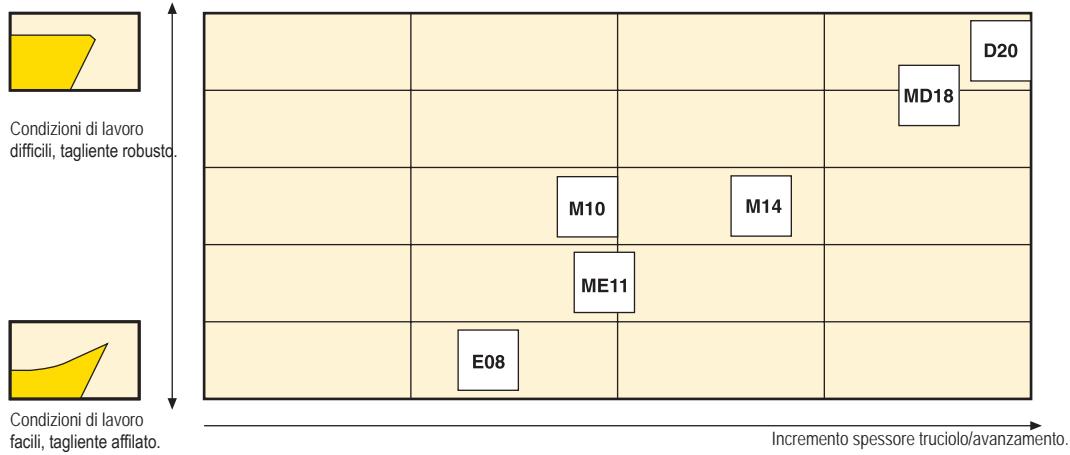 D20
MD18
Condizioni di lavoro
difficili, tagliente robusto.
M10
M14
ME11
E08
Condizioni di lavoro
facili, tagliente affilato.
Incremento spessore truciolo/avanzamento.